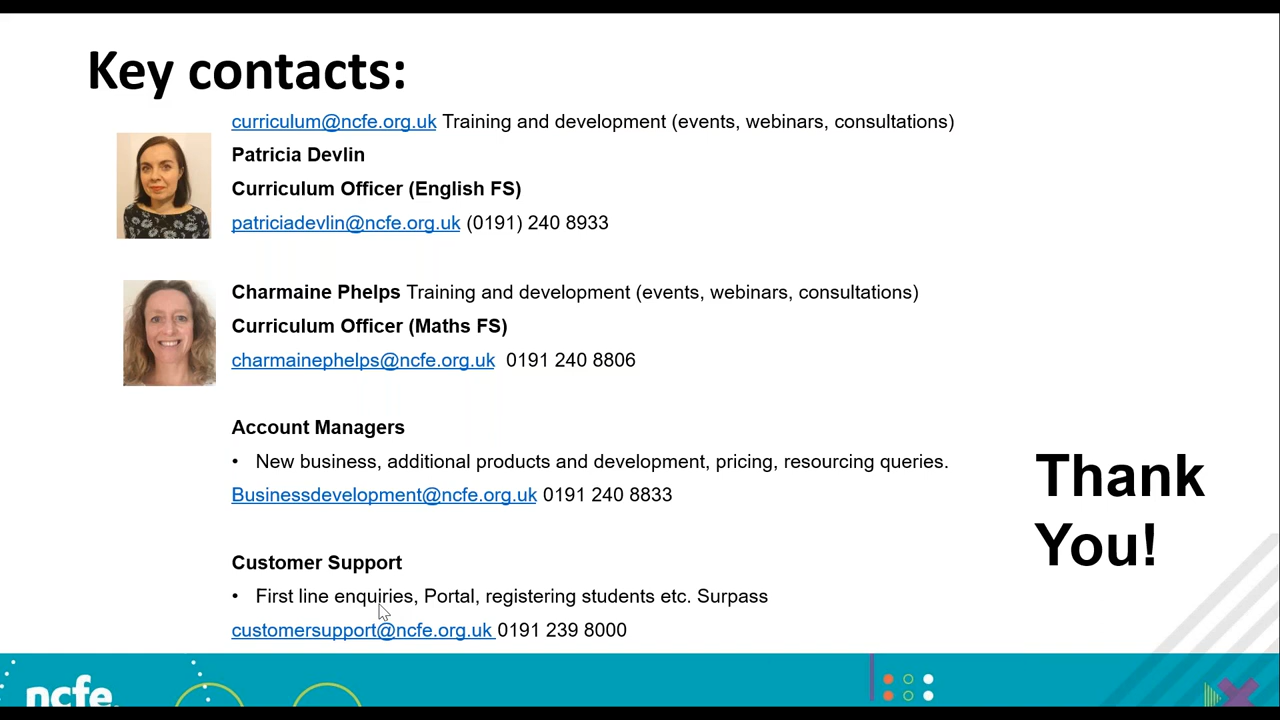 Key contacts:
curriculum@ncfe.org.uk Training and development (events, webinars, consultations)
Patricia Devlin
Curriculum Officer (English FS)
patriciadevlin@ncfe.org.uk (0191) 240 8933
Charmaine Phelps Training and development (events, webinars, consultations)
Curriculum Officer (Maths FS)
charmainephelps@ncfe.org.uk 0191 240 8806
Account Managers
• New business, additional products and development, pricing, resourcing queries.
Businessdevelopment@ncfe.org.uk 0191 240 8833
Customer Support
• First line enquiries, Portal, registering students etc. Surpass
customersupport@ncfe.org.uk 0191 239 8000
Thank
You!
ncfe.